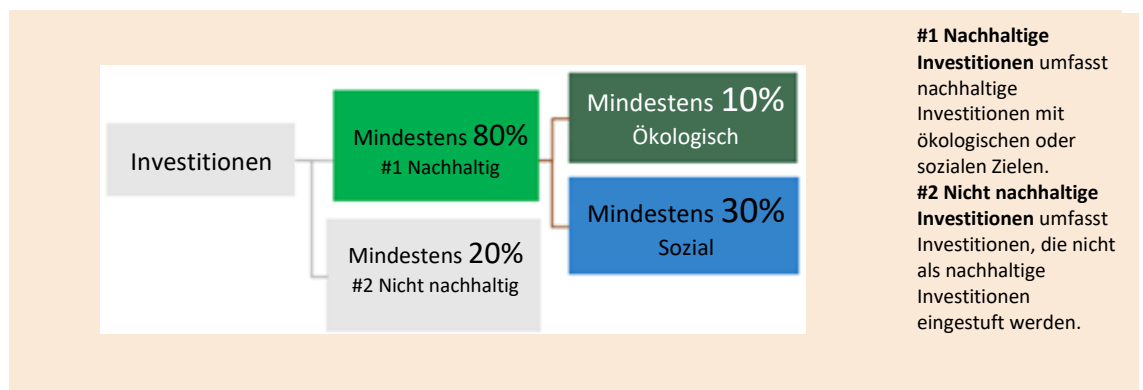 Investitionen
Mindestens 80%
#1 Nachhaltig
Mindestens 20%
#2 Nicht nachhaltig
Mindestens 10%
Ökologisch
Mindestens 30%
Sozial
#1 Nachhaltige
Investitionen umfasst
nachhaltige
Investitionen mit
ökologischen oder
sozialen Zielen.
#2 Nicht nachhaltige
Investitionen umfasst
Investitionen, die nicht
als nachhaltige
Investitionen
eingestuft werden.